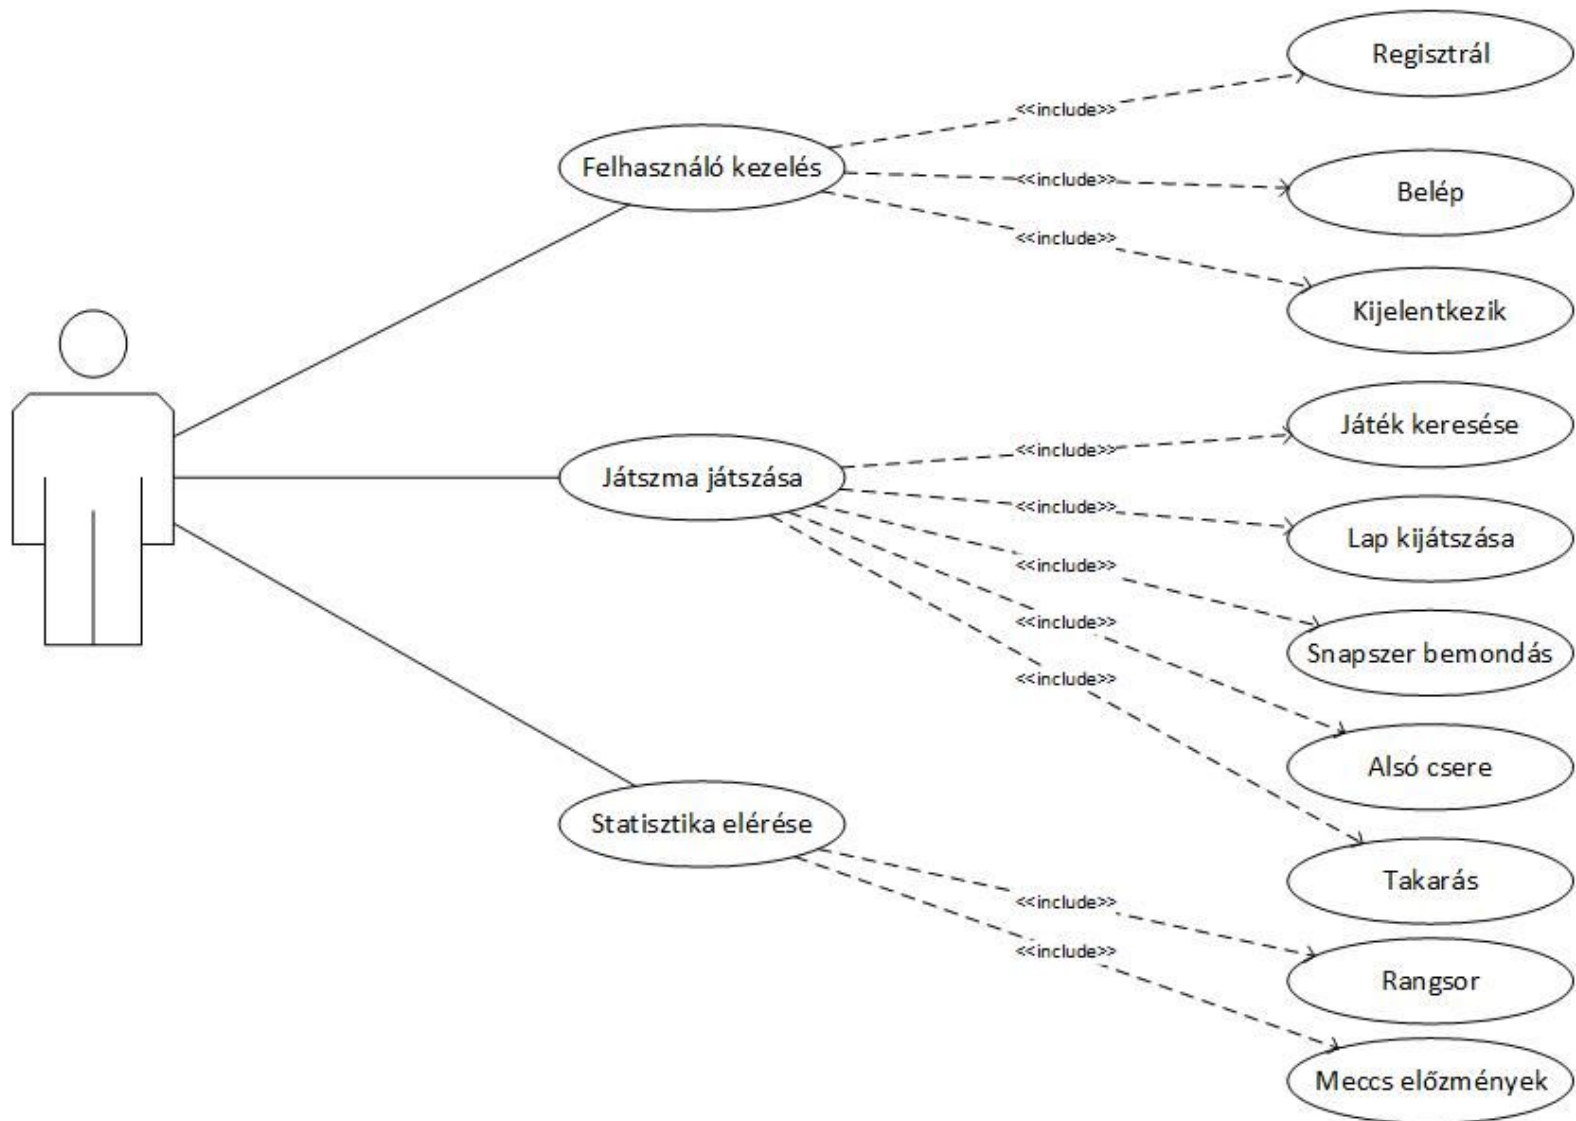 Regisztrál
<<include>>
Felhasználó kezelés
<<include>>
Belép
<<include>>
Kijelentkezik
Játék keresése
<<include>>
Játszma játszása
<<include>>
Lap kijátszása
<<include>>
Snapszer bemondás
<<include>>
<<include>>
Alsó csere
Statisztika elérése
Takarás
<<include>>
<<include>>
Rangsor
Meccs előzmények